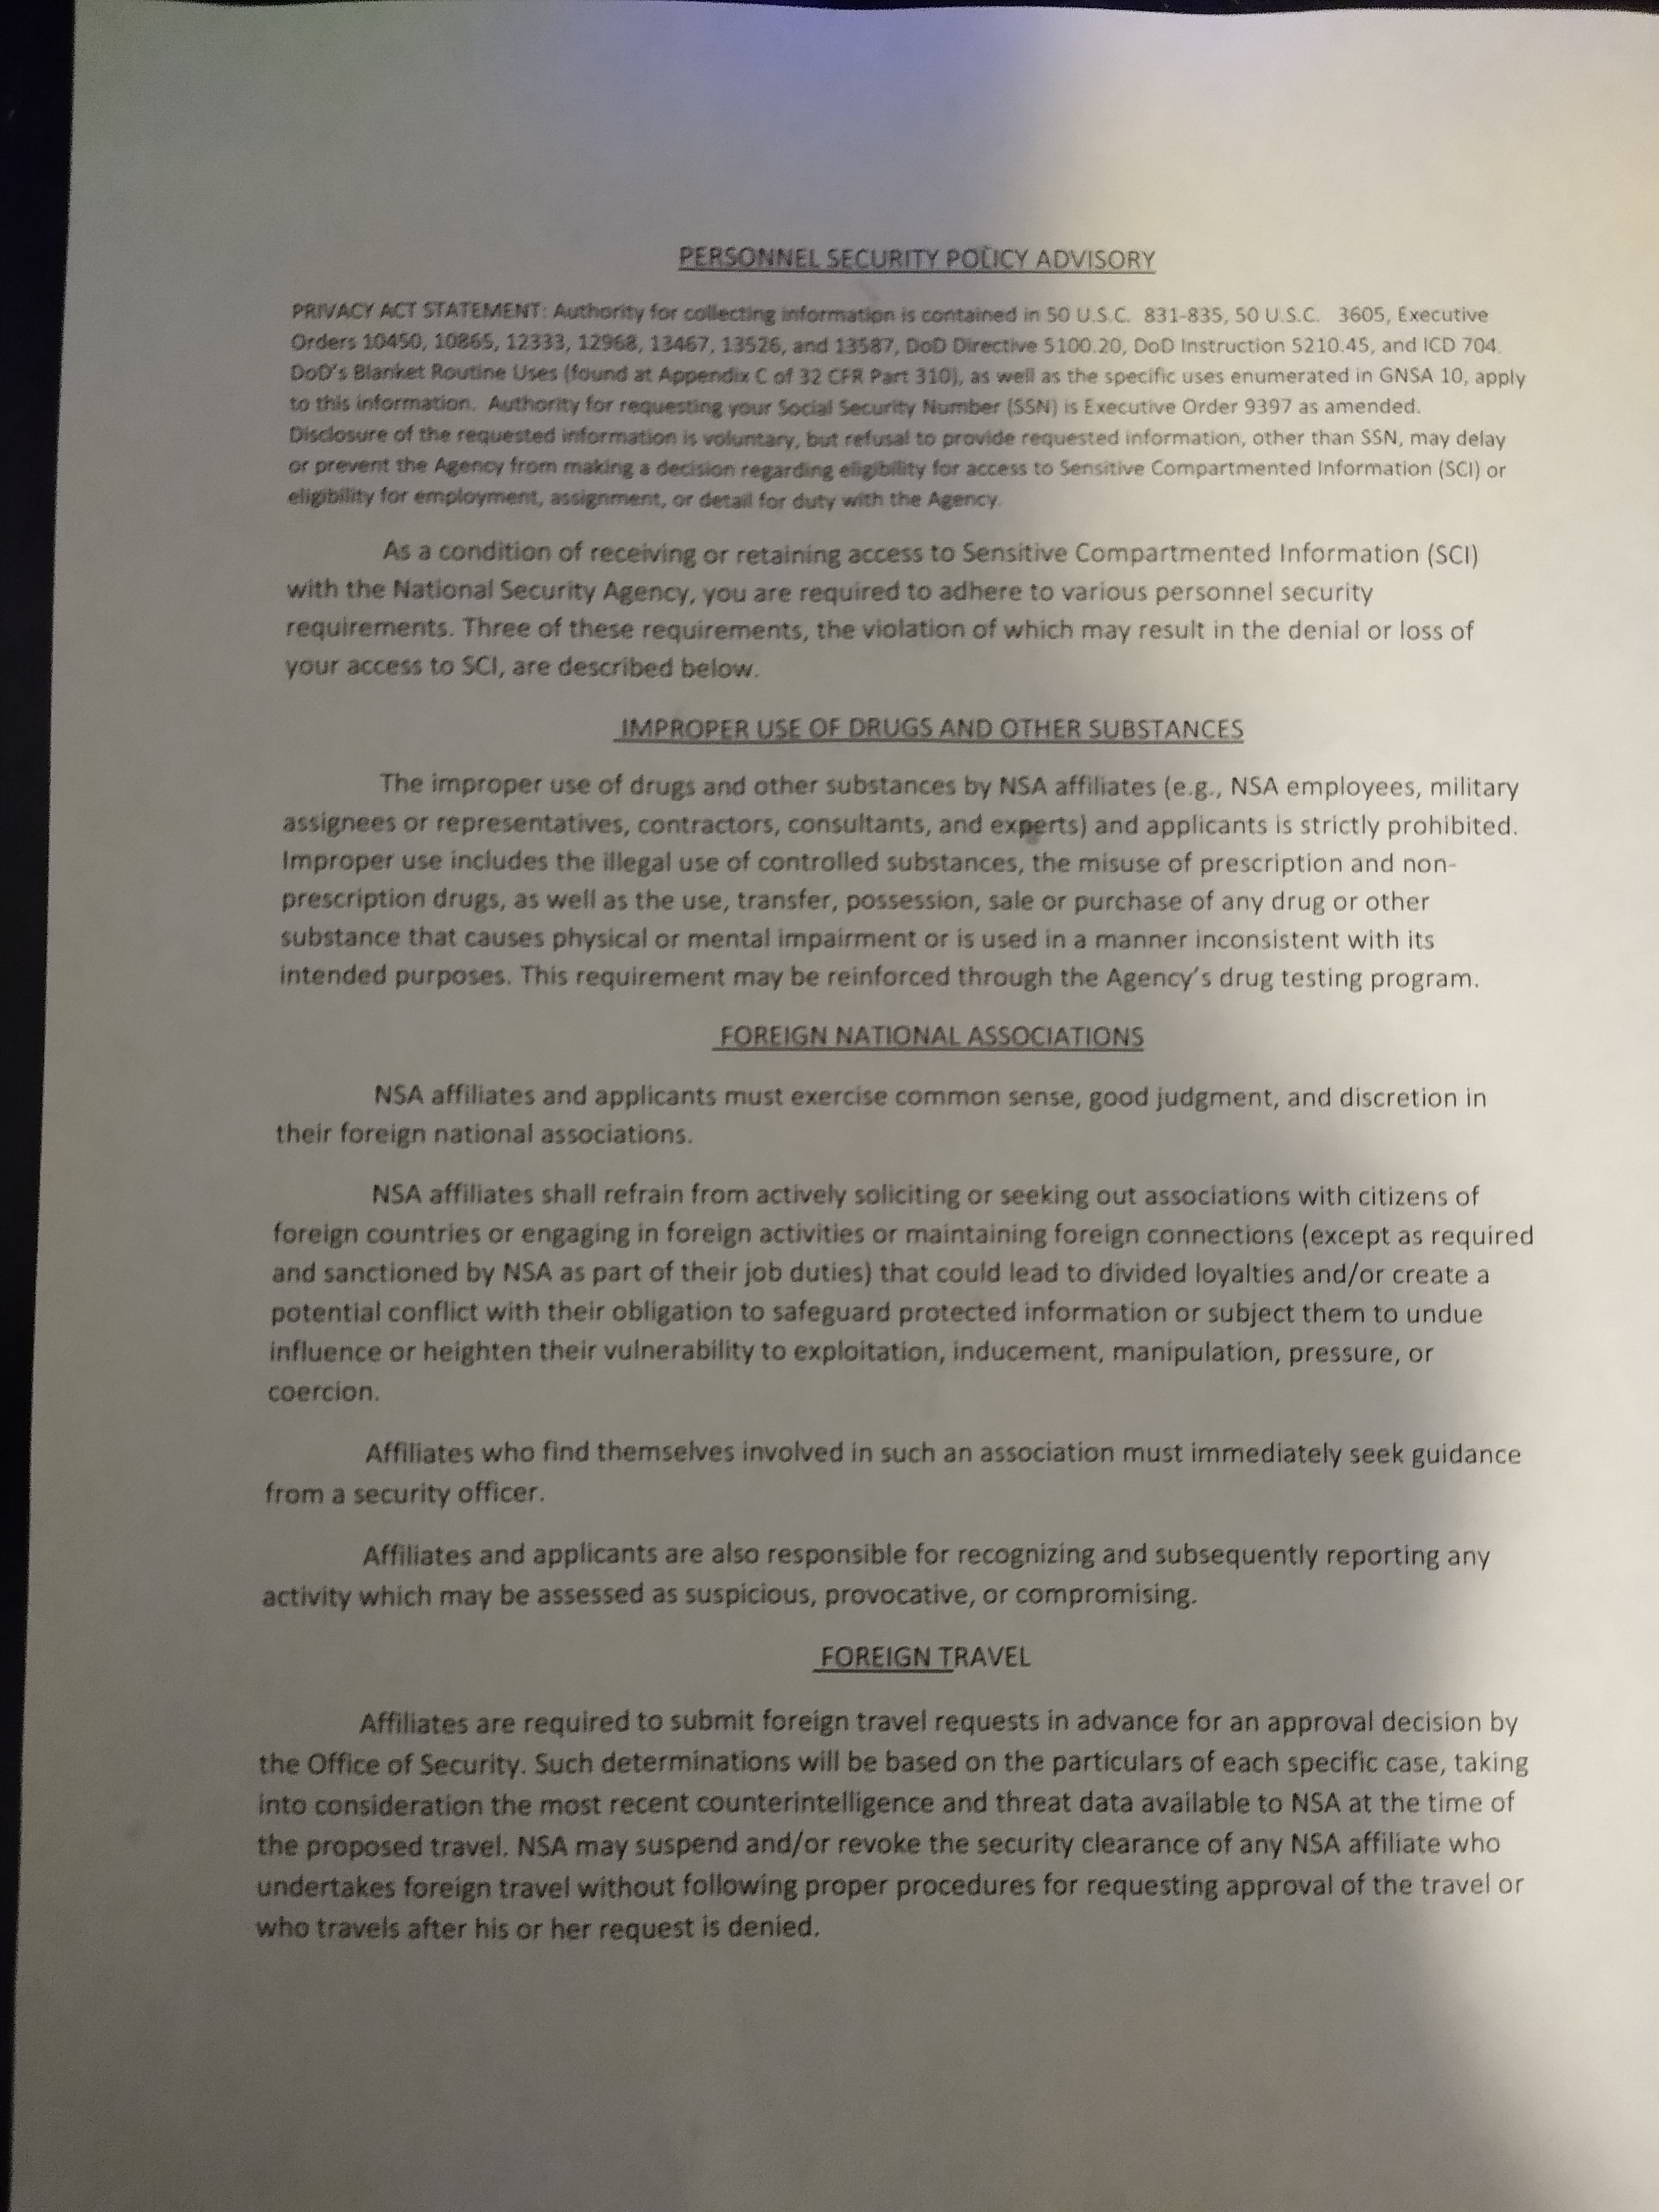 PERSONNEL SECURITY POLICY ADVISORY
PRIVACY ACT STATEMENT: Authority for collecting information is contained in 50 U.S.C. 831-835, 50 U.S.C. 3605, Executive
Orders 10450, 10865, 12333, 12968, 13467, 13526, and 13587, DoD Directive 5100.20, DoD Instruction 5210.45, and ICD 704.
DoD's Blanket Routine Uses (found at Appendix C of 32 CFR Part 310), as well as the specific uses enumerated in GNSA 10, apply
to this information. Authority for requesting your Social Security Number (SSN) is Executive Order 9397 as amended.
Disclosure of the requested information is voluntary, but refusal to provide requested information, other than SSN, may delay
or prevent the Agency from making a decision regarding eligibility for access to Sensitive Compartmented Information (SCI) or
eligibility for employment, assignment, or detail for duty with the Agency.
As a condition of receiving or retaining access to Sensitive Compartmented Information (SCI)
with the National Security Agency, you are required to adhere to various personnel security
requirements. Three of these requirements, the violation of which may result in the denial or loss of
your access to SCI, are described below.
IMPROPER USE OF DRUGS AND OTHER SUBSTANCES
The improper use of drugs and other substances by NSA affiliates (e.g., NSA employees, military
assignees or representatives, contractors, consultants, and experts) and applicants is strictly prohibited.
Improper use includes the illegal use of controlled substances, the misuse of prescription and non-
prescription drugs, as well as the use, transfer, possession, sale or purchase of any drug or other
substance that causes physical or mental impairment or is used in a manner inconsistent with its
intended purposes. This requirement may be reinforced through the Agency's drug testing program.
FOREIGN NATIONAL ASSOCIATIONS
NSA affiliates and applicants must exercise common sense, good judgment, and discretion in
their foreign national associations.
NSA affiliates shall refrain from actively soliciting or seeking out associations with citizens of
foreign countries or engaging in foreign activities or maintaining foreign connections (except as required
and sanctioned by NSA as part of their job duties) that could lead to divided loyalties and/or create a
potential conflict with their obligation to safeguard protected information or subject them to undue
influence or heighten their vulnerability to exploitation, inducement, manipulation, pressure, or
coercion.
Affiliates who find themselves involved in such an association must immediately seek guidance
from a security officer.
Affiliates and applicants are also responsible for recognizing and subsequently reporting any
activity which may be assessed as suspicious, provocative, or compromising.
FOREIGN TRAVEL
Affiliates are required to submit foreign travel requests in advance for an approval decision by
the Office of Security. Such determinations will be based on the particulars of each specific case, taking
into consideration the most recent counterintelligence and threat data available to NSA at the time of
the proposed travel. NSA may suspend and/or revoke the security clearance of any NSA affiliate who
undertakes foreign travel without following proper procedures for requesting approval of the travel or
who travels after his or her request is denied.